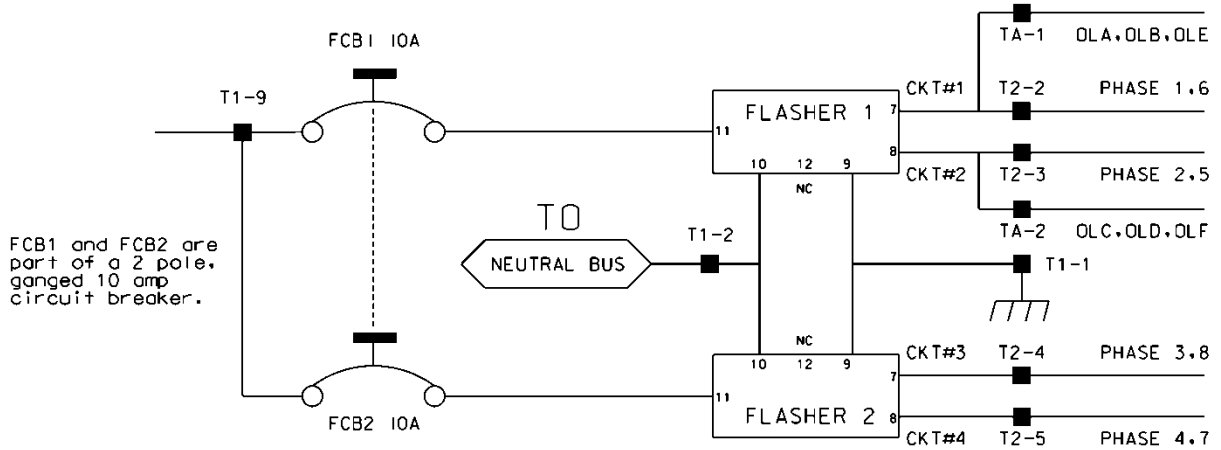 TA-1 OLA,OLB,OLE
FCB1 10A
T1-9
CKT#1 T2-2 PHASE 1,6
FLASHER 1
7
11
8
10 12 9
NC
CKT#2 T2-3 PHASE 2,5
TA-2 OLC,OLD,OLF
TO
NEUTRAL BUS
T1-2
T1-1
FCB1 and FCB2 are
part of a 2 pole,
ganged 10 amp
circuit breaker.
NC
10 12 9
CKT#3 T2-4 PHASE 3,8
7
11
FLASHER 2
8
FCB2 10A
CKT#4 T2-5 PHASE 4,7